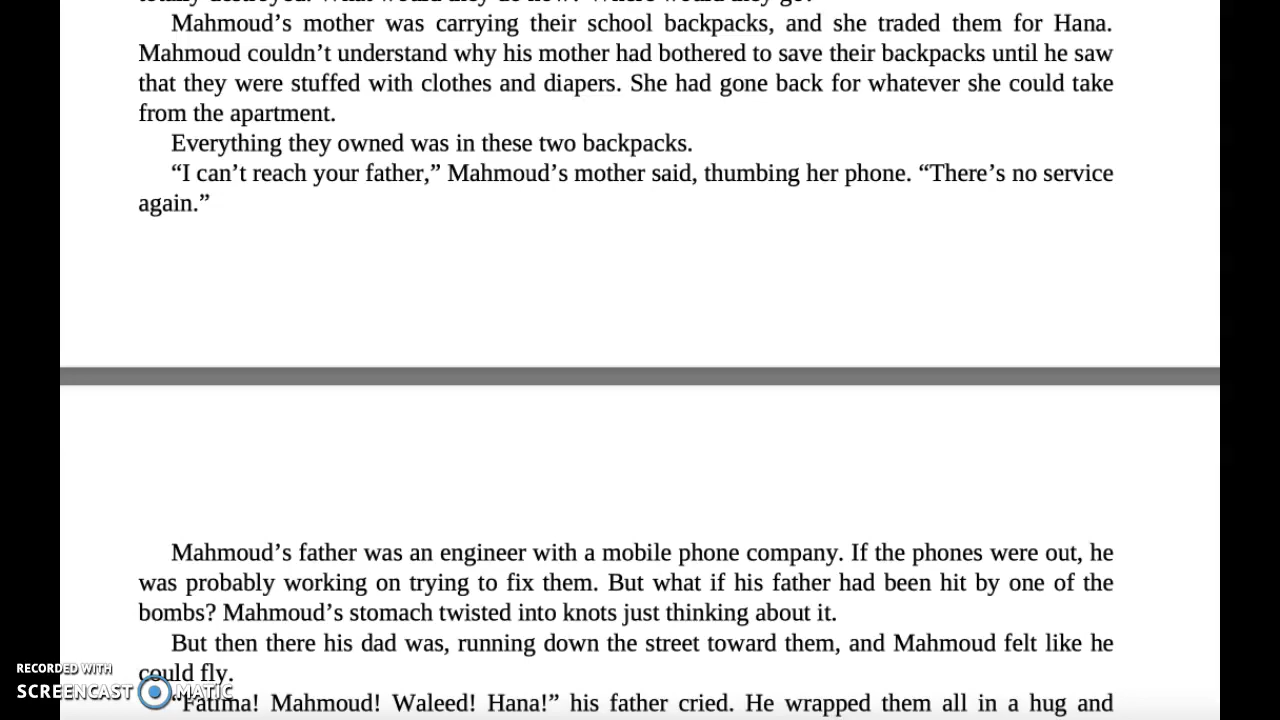 Mahmoud’s mother was carrying their school backpacks, and she traded them for Hana.
Mahmoud couldn’t understand why his mother had bothered to save their backpacks until he saw
that they were stuffed with clothes and diapers. She had gone back for whatever she could take
from the apartment.
Everything they owned was in these two backpacks.
“I can’t reach your father,” Mahmoud’s mother said, thumbing her phone. “There’s no service
again.”
Mahmoud’s father was an engineer with a mobile phone company. If the phones were out, he
was probably working on trying to fix them. But what if his father had been hit by one of the
bombs? Mahmoud’s stomach twisted into knots just thinking about it.
But then there his dad was, running down the street toward them, and Mahmoud felt like he
could fly.
“Fatima! Mahmoud! Waleed! Hana!” his father cried. He wrapped them all in a hug and
RECORDED WITH
SCREENCAST MATIC